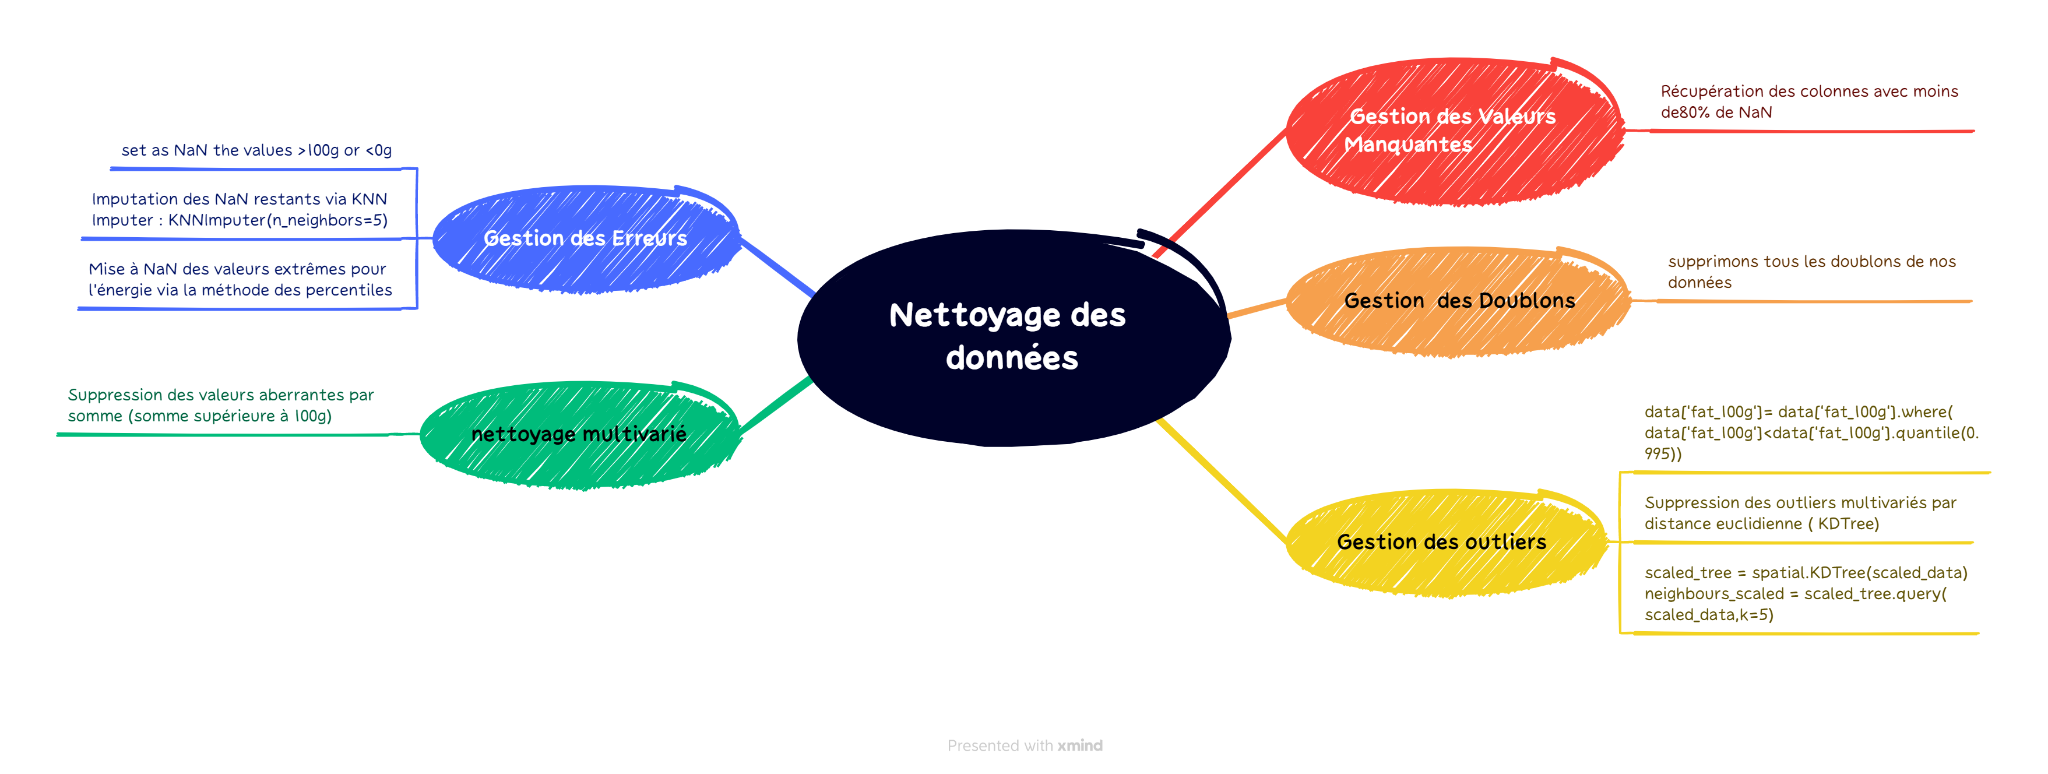 Nettoyage des
données
Gestion des Valeurs
Manquantes
Récupération des colonnes avec moins
de80% de NaN
Gestion  des Doublons
supprimons tous les doublons de nos
données
Gestion des outliers
data['fat_100g']= data['fat_100g'].where(
data['fat_100g']<data['fat_100g'].quantile(0.
995))
Suppression des outliers multivariés par
distance euclidienne ( KDTree)
scaled_tree = spatial.KDTree(scaled_data)
neighbours_scaled = scaled_tree.query(
scaled_data,k=5)
Gestion des Erreurs
set as NaN the values >100g or <0g
Imputation des NaN restants via KNN
Imputer : KNNImputer(n_neighbors=5)
Mise à NaN des valeurs extrêmes pour
l'énergie via la méthode des percentiles
nettoyage multivarié
Suppression des valeurs aberrantes par
somme (somme supérieure à 100g)
Presented with xmind